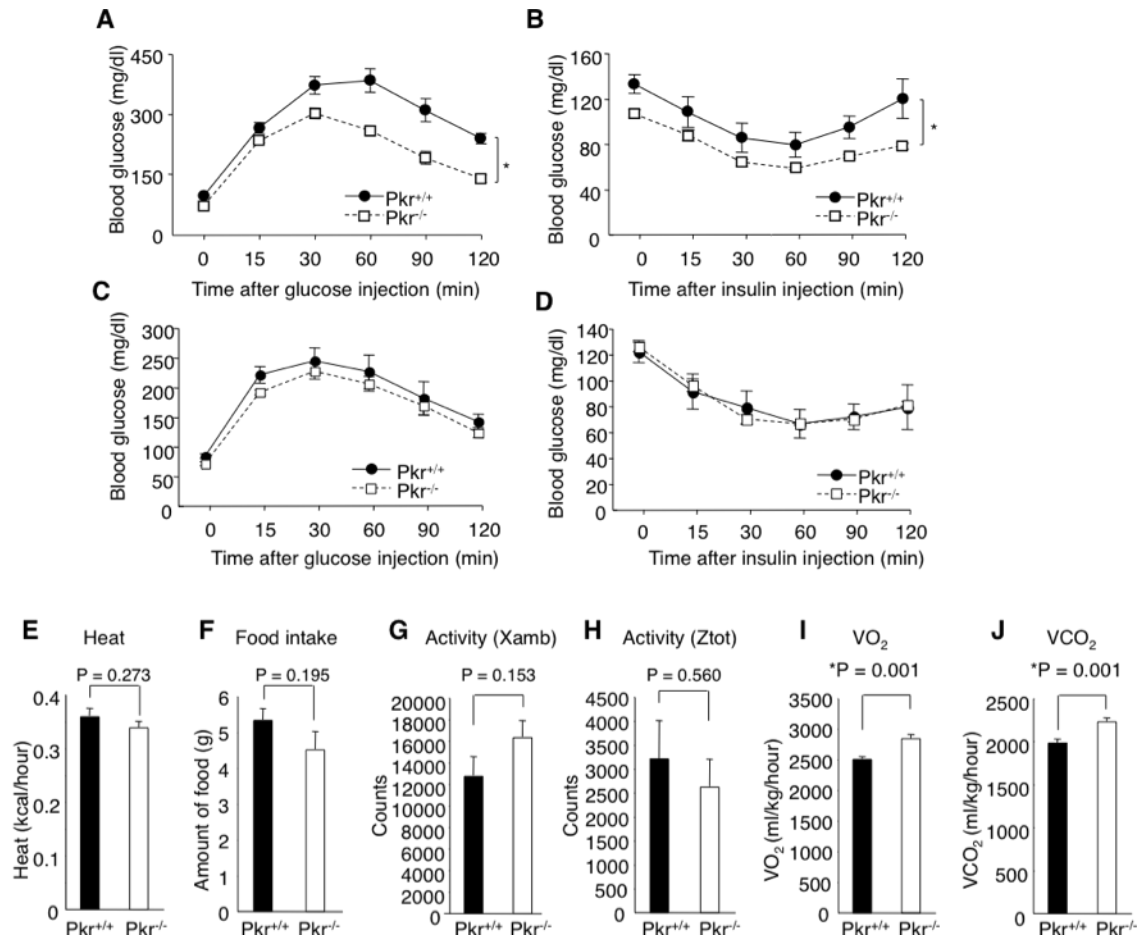 A
450
300
150
0
Blood glucose (mg/dl)
Pkr+/+
Pkr-/-
*
0 15 30 60 90 120
Time after glucose injection (min)
B
160
120
80
40
0
Blood glucose (mg/dl)
Pkr+/+
Pkr-/-
*
0 15 30 60 90 120
Time after insulin injection (min)
C
300
250
200
150
100
50
0
Blood glucose (mg/dl)
Pkr+/+
Pkr-/-
0 15 30 60 90 120
Time after glucose injection (min)
D
140
120
100
80
60
40
20
0
Blood glucose (mg/dl)
Pkr+/+
Pkr-/-
0 15 30 60 90 120
Time after insulin injection (min)
E
Heat
P = 0.273
0.4
0.3
0.2
0.1
0
Heat (kcal/hour)
Pkr+/+ Pkr-/-
F
Food intake
P = 0.195
6
5
4
3
2
1
0
Amount of food (g)
Pkr+/+ Pkr-/-
G
Activity (Xamb)
P = 0.153
20000
18000
16000
14000
12000
10000
8000
6000
4000
2000
0
Counts
Pkr+/+ Pkr-/-
H
Activity (Ztot)
P = 0.560
4500
4000
3500
3000
2500
2000
1500
1000
500
0
Counts
Pkr+/+ Pkr-/-
I
VO2
*P = 0.001
3500
3000
2500
2000
1500
1000
500
0
VO2 (ml/kg/hour)
Pkr+/+ Pkr-/-
J
VCO2
*P = 0.001
2500
2000
1500
1000
500
0
VCO2 (ml/kg/hour)
Pkr+/+ Pkr-/-